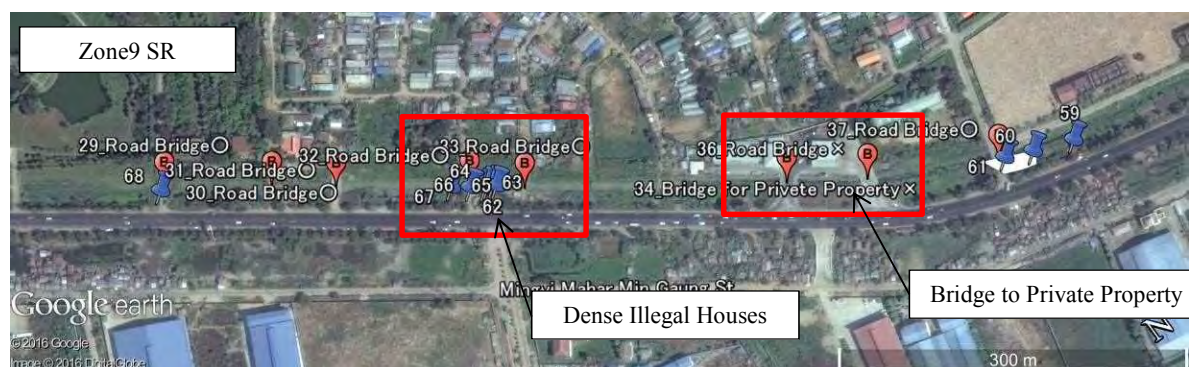 Zone9 SR
59
29_Road Bridge○
33_Road Bridge○
37_Road Bridge○
60
32_Road Bridge○
36_Road Bridge×
68
31_Road Bridge○
64
61
30_Road Bridge○
67
66
65
63
34_Bridge for Privete Property×
62
Mingyi Mahar Min Gaung St
Bridge to Private Property
Dense Illegal Houses
Google earth
© 2016 Google
Image © 2016 DigitalGlobe
300 m
N